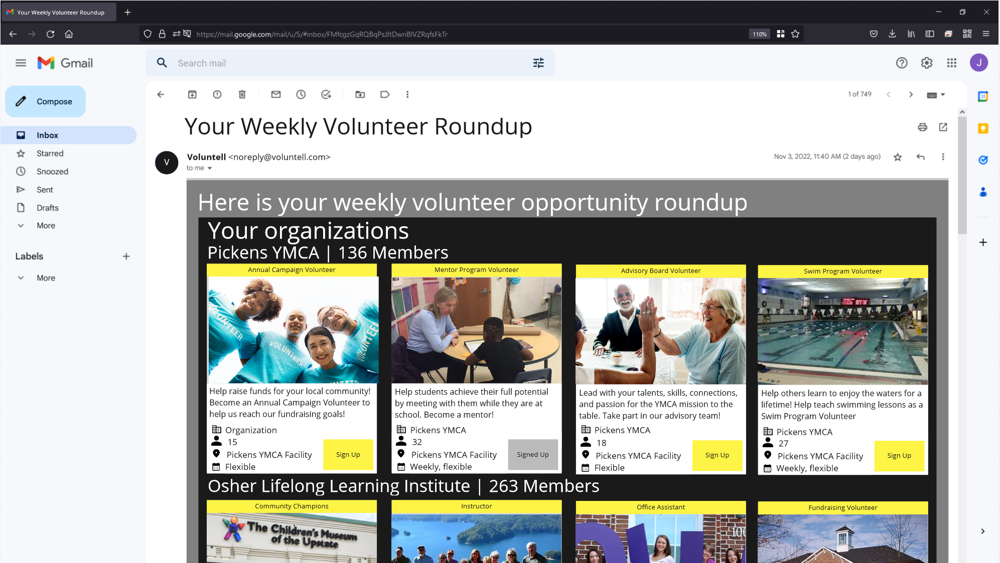 Your Weekly Volunteer Roundup
https://mail.google.com/mail/u/5/#inbox/FMfcgzGqRQBqPsJJtDwnBlVZRqfsFkTr
110%
Gmail
Search mail
J
Compose
1 of 749
Inbox
Starred
Snoozed
Sent
Drafts
More
Labels
More
31
Your Weekly Volunteer Roundup
V
Voluntell <noreply@voluntell.com>
to me
Nov 3, 2022, 11:40 AM (2 days ago)
Here is your weekly volunteer opportunity roundup
Your organizations
Pickens YMCA | 136 Members
Annual Campaign Volunteer
VOLUNTEER
VOLUNTEER
VOLUNTEER
Help raise funds for your local community!
Become an Annual Campaign Volunteer to
help us reach our fundraising goals!
Organization
15
Pickens YMCA Facility
Flexible
Sign Up
Mentor Program Volunteer
Help students achieve their full potential
by meeting with them while they are at
school. Become a mentor!
Pickens YMCA
32
Pickens YMCA Facility
Weekly, flexible
Signed Up
Advisory Board Volunteer
Lead with your talents, skills, connections,
and passion for the YMCA mission to the
table. Take part in our advisory team!
Pickens YMCA
18
Pickens YMCA Facility
Flexible
Sign Up
Swim Program Volunteer
Help others learn to enjoy the waters for a
lifetime! Help teach swimming lessons as a
Swim Program Volunteer
Pickens YMCA
27
Pickens YMCA Facility
Weekly, flexible
Sign Up
Osher Lifelong Learning Institute | 263 Members
Community Champions
The Children's Museum
of the Upstate
Instructor
Office Assistant
100
Fundraising Volunteer